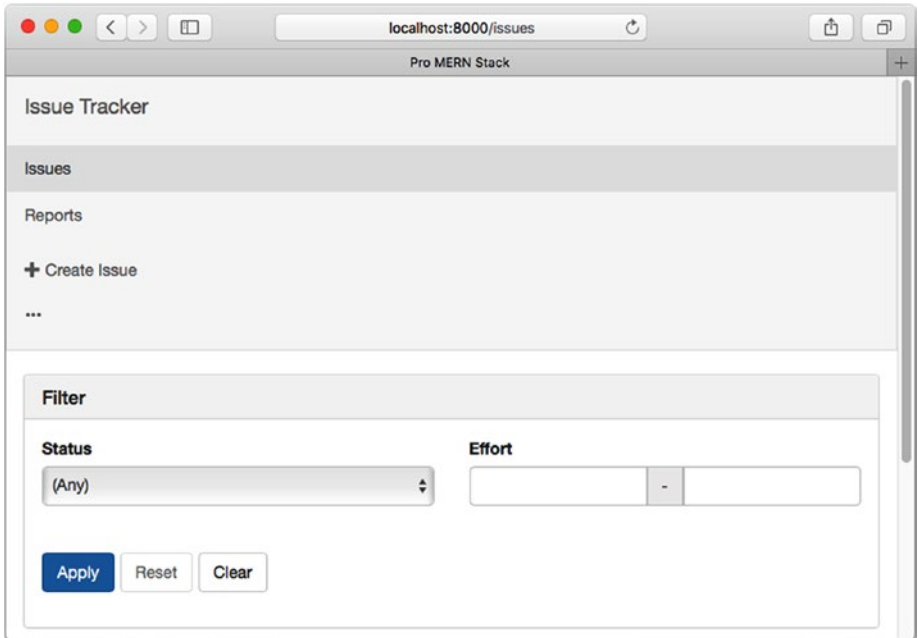 localhost:8000/issues
Pro MERN Stack
+
Issue Tracker
Issues
Reports
+ Create Issue
...
Filter
Status Effort
(Any) -
Apply Reset Clear